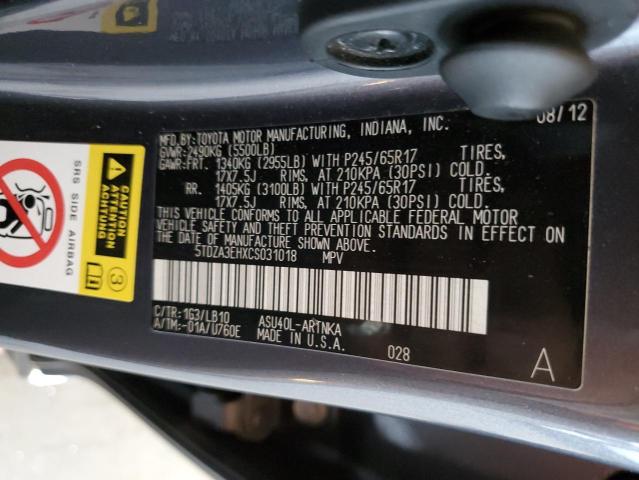 08/12
MFD.BY:TOYOTA MOTOR MANUFACTURING, INDIANA, INC.
GVWR:2490KG (5500LB)
GAWR:FRT. 1340KG (2955LB) WITH P245/65R17 TIRES,
17X7.5J RIMS, AT 210KPA (30PSI) COLD.
RR. 1405KG (3100LB) WITH P245/65R17 TIRES,
17X7.5J RIMS, AT 210KPA (30PSI) COLD.
THIS VEHICLE CONFORMS TO ALL APPLICABLE FEDERAL MOTOR
VEHICLE SAFETY AND THEFT PREVENTION STANDARDS IN EFFECT ON
THE DATE OF MANUFACTURE SHOWN ABOVE.
5TDZA3EHXCS031018 MPV
C/TR:1G3/LB10 ASU40L-ARTNKA
A/TM:-01A/U760E MADE IN U.S.A.
028
A
SRS SIDE AIRBAG
CAUTION
ATTENTION
ACHTUNG
3